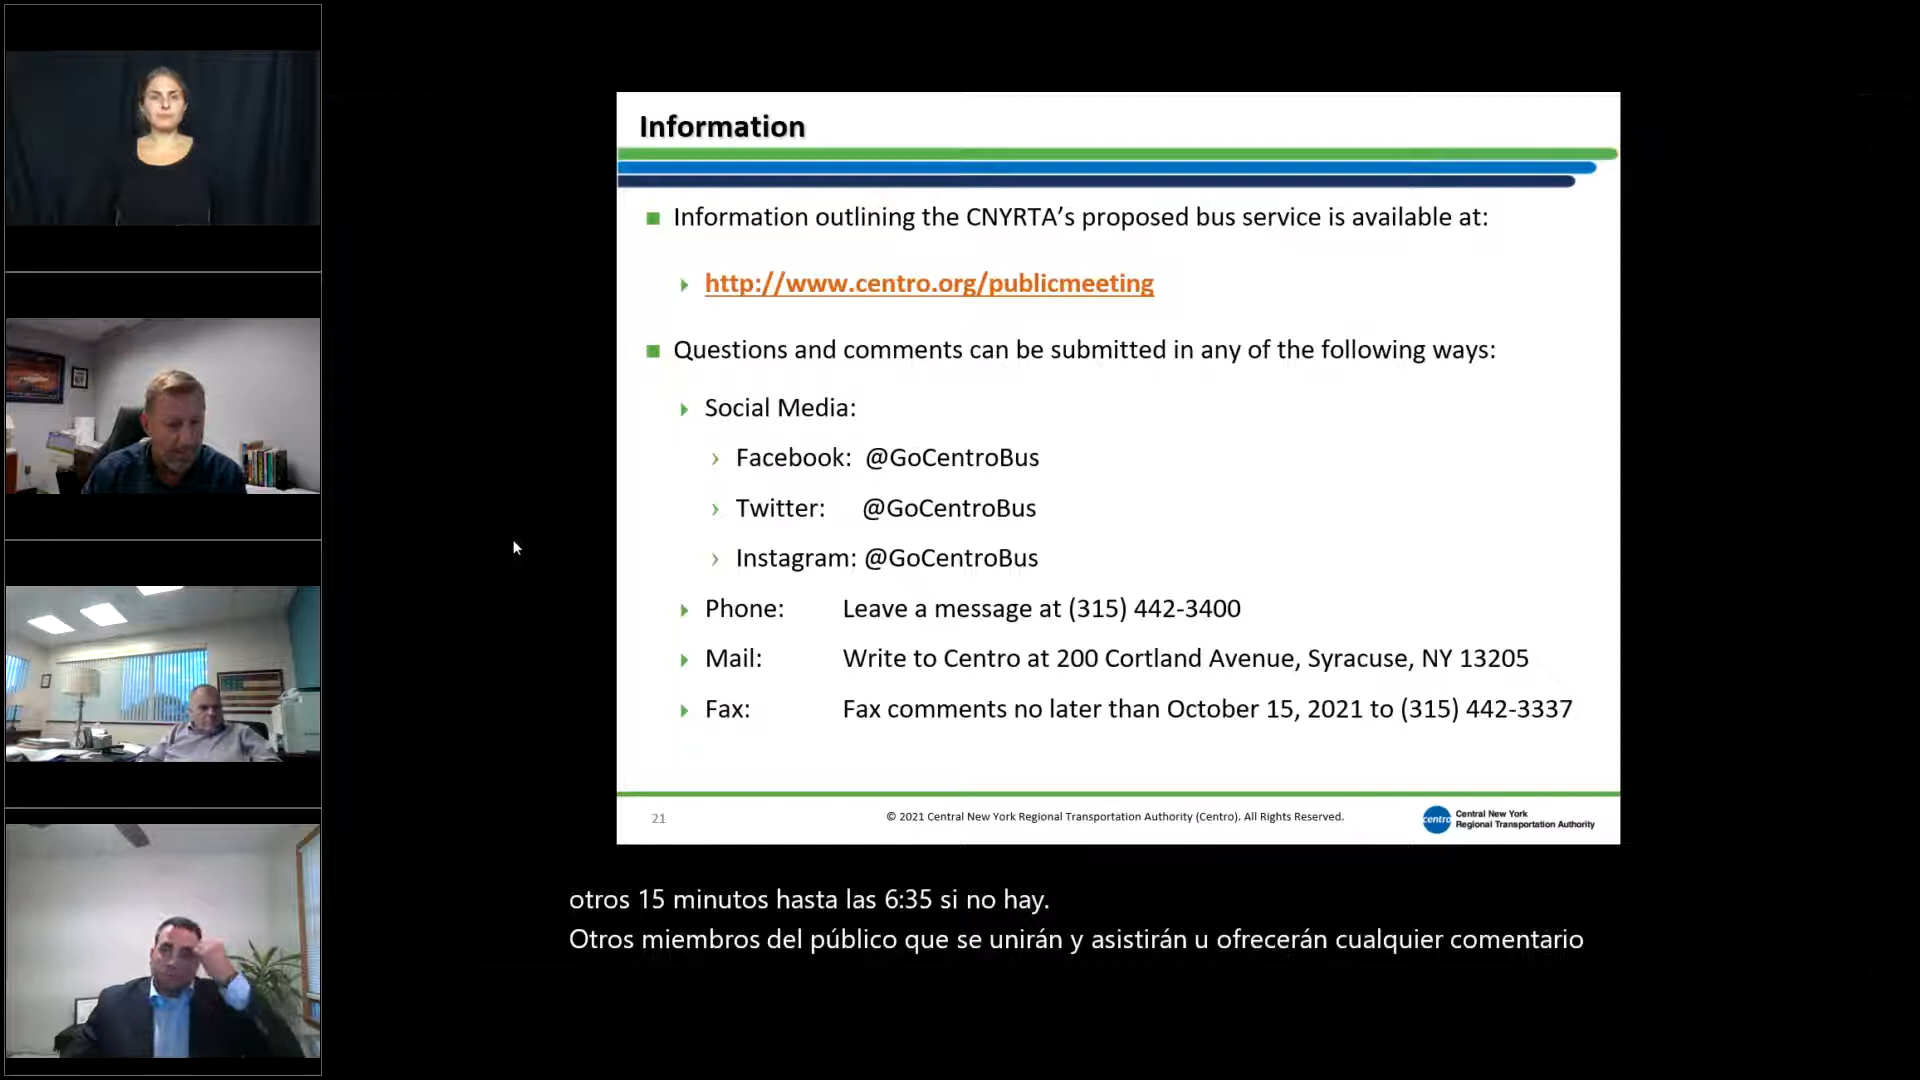 Information
Information outlining the CNYRTA’s proposed bus service is available at:
http://www.centro.org/publicmeeting
Questions and comments can be submitted in any of the following ways:
Social Media:
Facebook: @GoCentroBus
Twitter: @GoCentroBus
Instagram: @GoCentroBus
Phone: Leave a message at (315) 442-3400
Mail: Write to Centro at 200 Cortland Avenue, Syracuse, NY 13205
Fax: Fax comments no later than October 15, 2021 to (315) 442-3337
21
© 2021 Central New York Regional Transportation Authority (Centro). All Rights Reserved.
centro
Central New York
Regional Transportation Authority
otros 15 minutos hasta las 6:35 si no hay.
Otros miembros del público que se unirán y asistirán u ofrecerán cualquier comentario